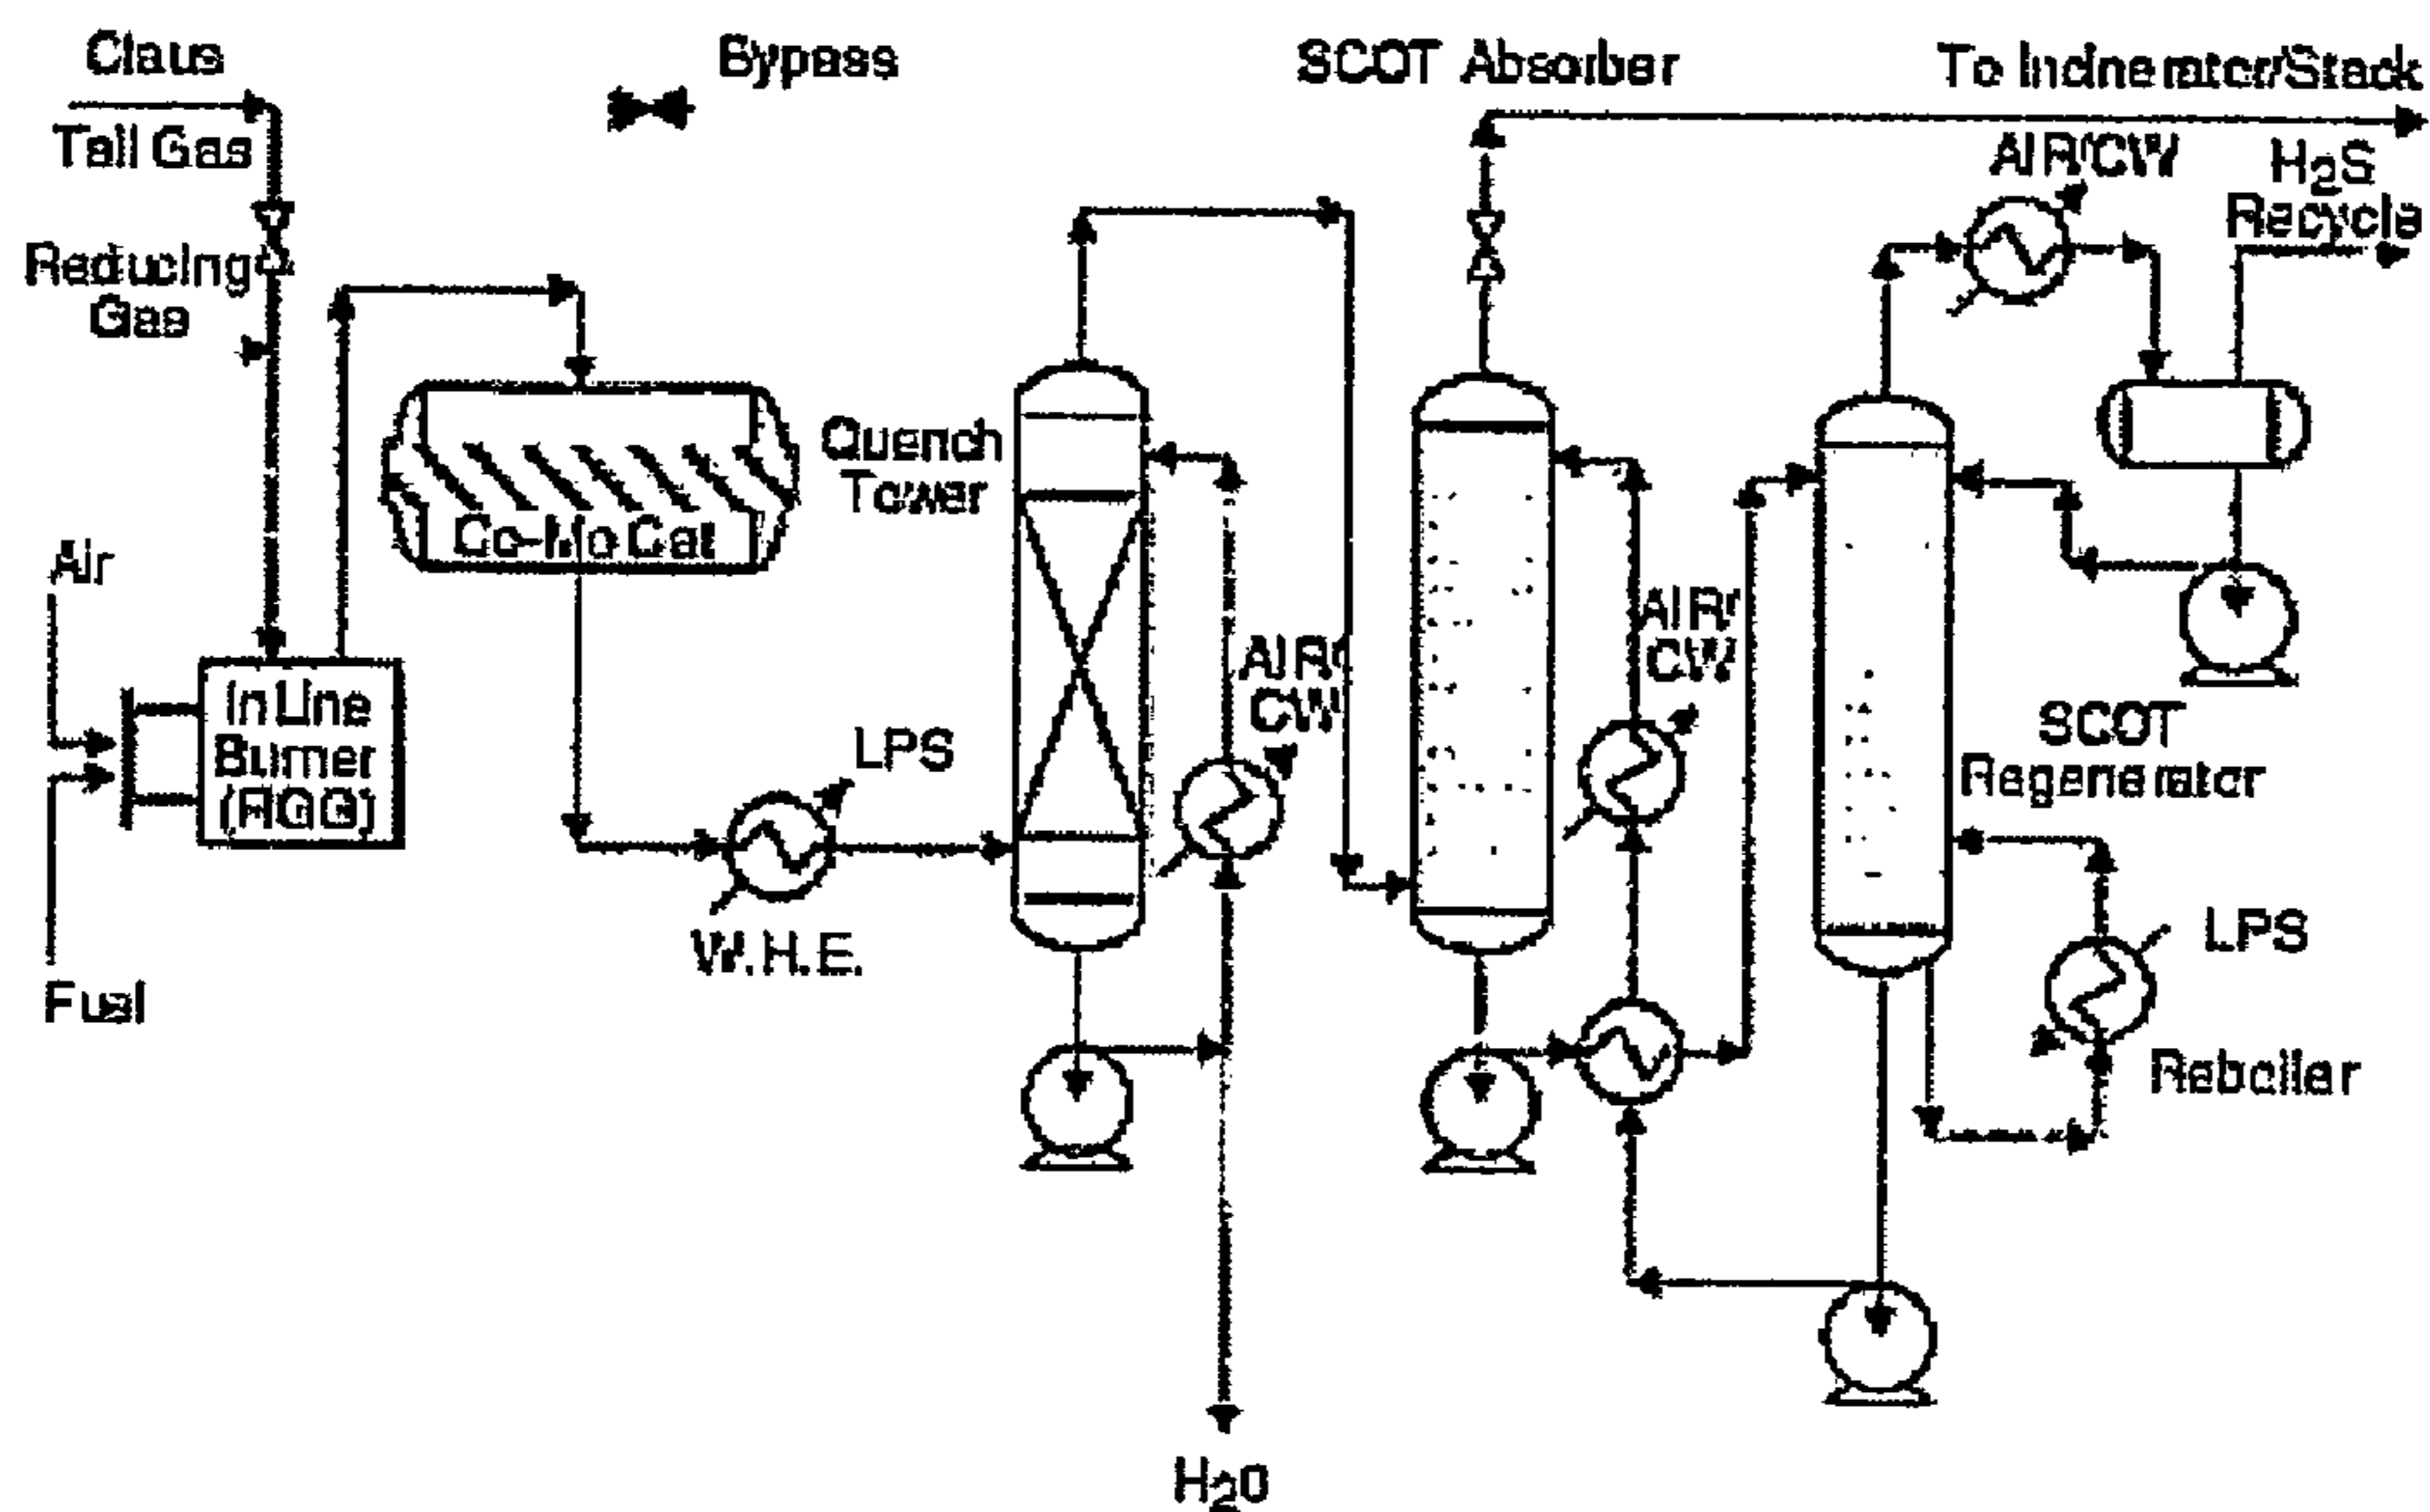 Claus
Tail Gas
Bypass
SCOT Absorber
To Incinerator/Stack
AIR/CW
H2S
Recycle
Reducing
Gas
Quench
Tower
Co-Mo Cat
Air
In Line
Burner
(RGG)
LPS
W.H.E.
Fuel
AIR/
CW
AIR/
CW
SCOT
Regenerator
LPS
Reboiler
H2O